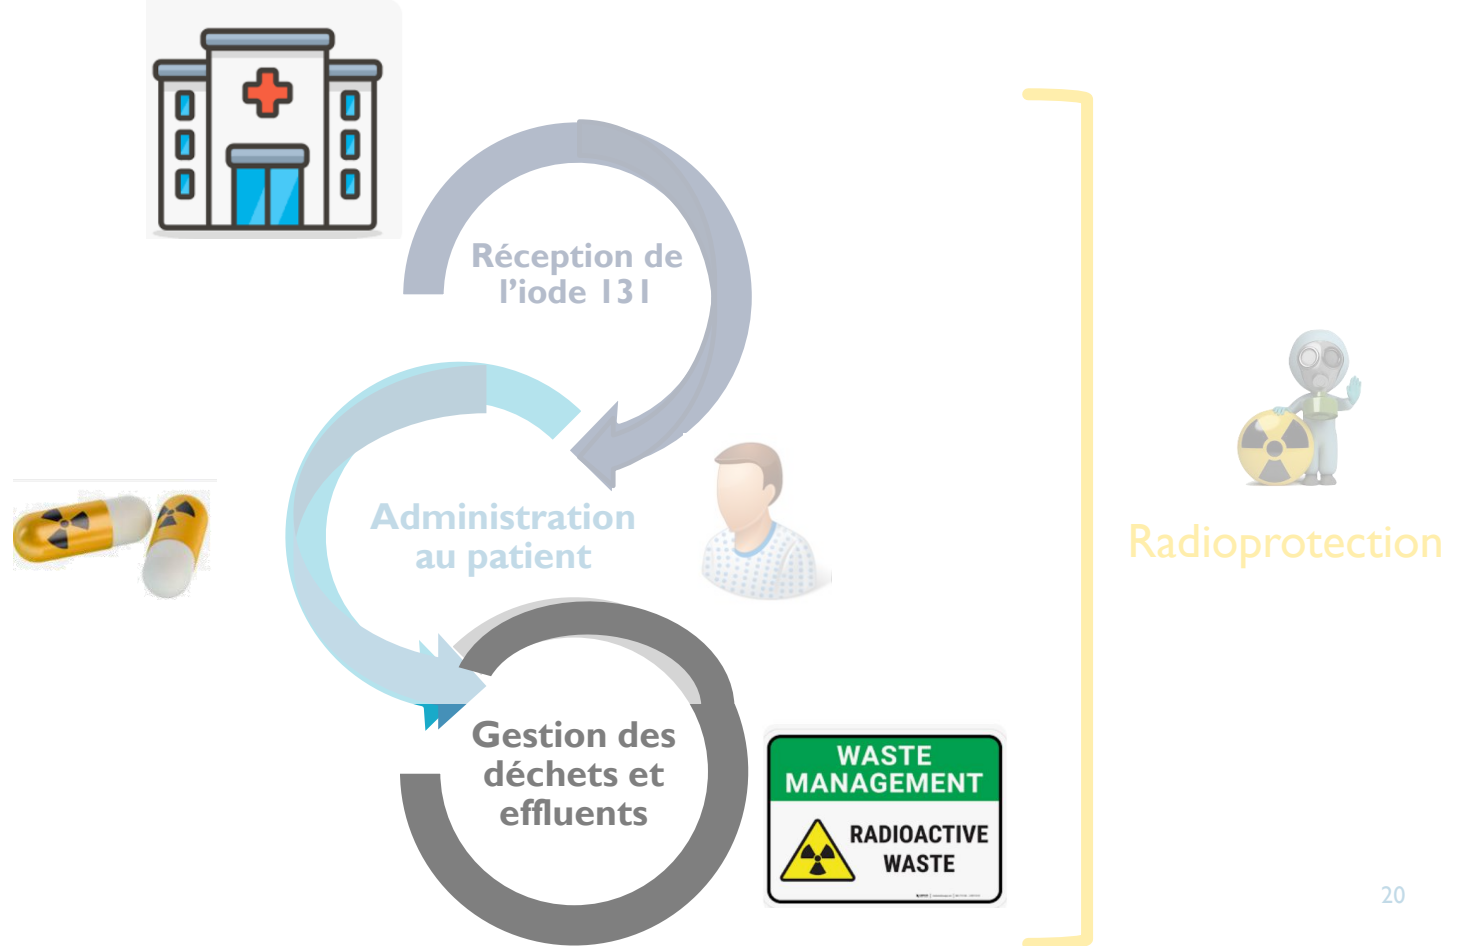 Réception de
l'iode 131
Administration
au patient
Radioprotection
Gestion des
déchets et
effluents
WASTE
MANAGEMENT
RADIOACTIVE
WASTE
20